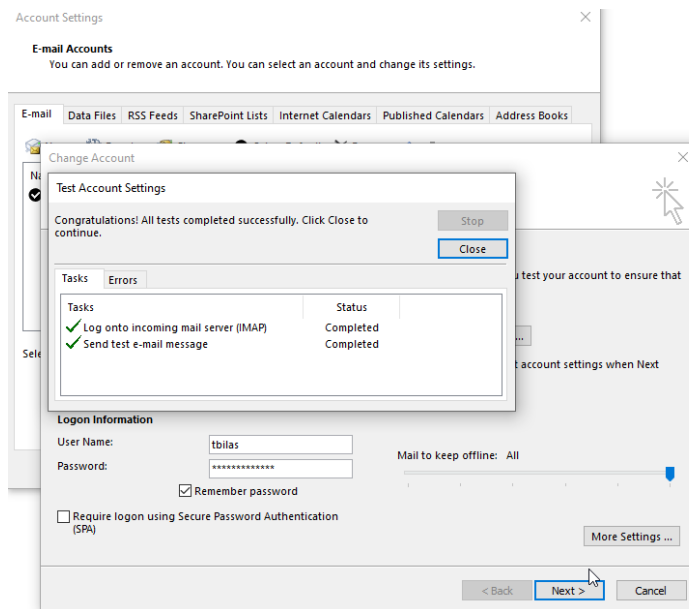 Account Settings
E-mail Accounts
You can add or remove an account. You can select an account and change its settings.
E-mail Data Files RSS Feeds SharePoint Lists Internet Calendars Published Calendars Address Books
Change Account
Test Account Settings
Congratulations! All tests completed successfully. Click Close to
continue.
Stop
Close
test your account to ensure that
Tasks Errors
Tasks Status
Log onto incoming mail server (IMAP) Completed
Send test e-mail message Completed
...
account settings when Next
Logon Information
User Name: tbilas
Password: *************
Mail to keep offline: All
Remember password
Require logon using Secure Password Authentication
(SPA)
More Settings ...
< Back Next > Cancel